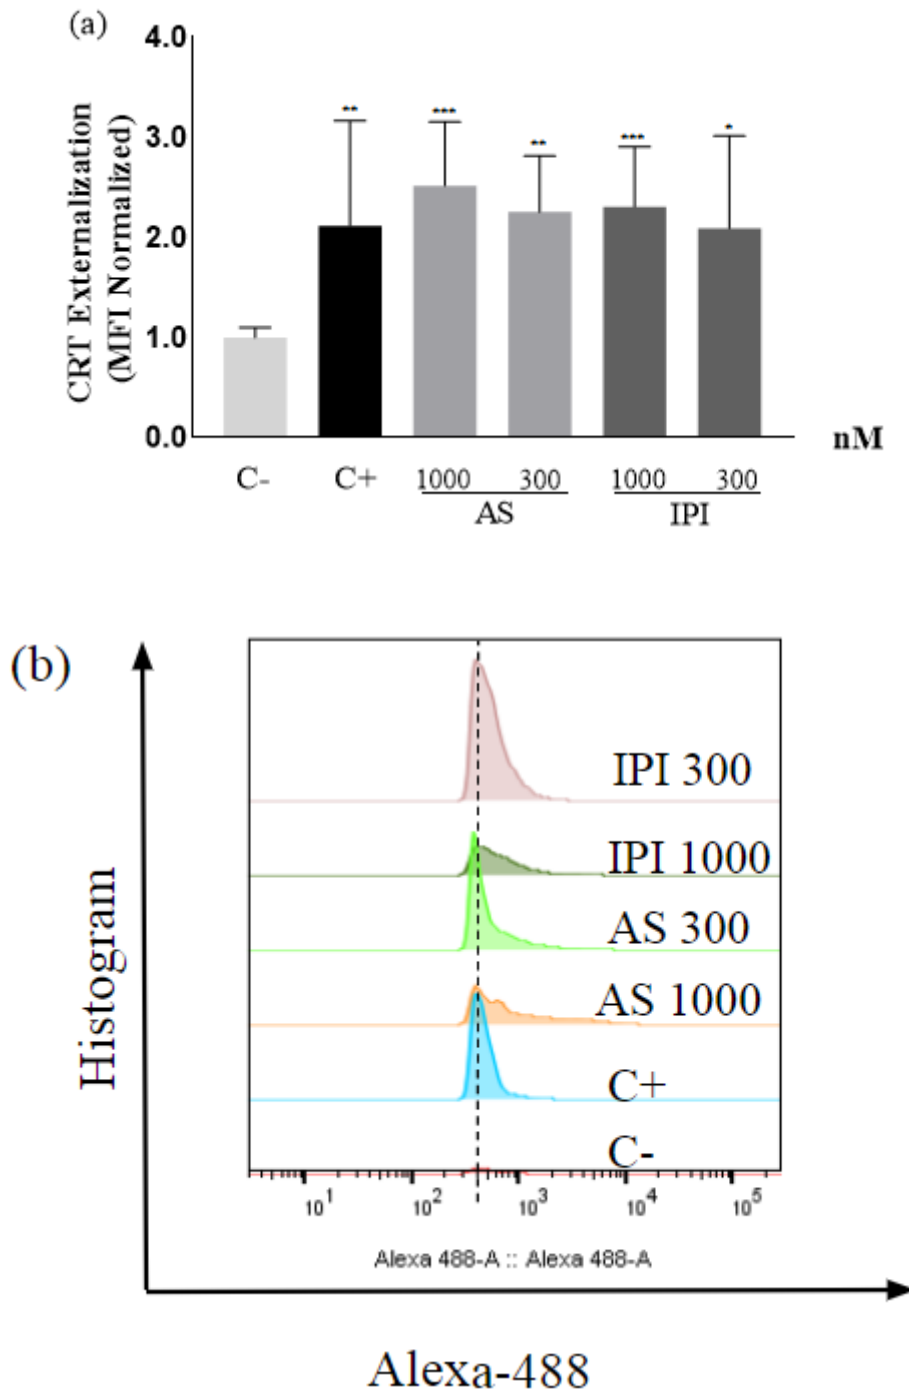 (a)
CRT Externalization
(MFI Normalized)
4.0
3.0
2.0
1.0
0.0
** *** ** *** *
nM
C- C+ 1000 300 1000 300
AS IPI
(b)
Histogram
IPI 300
IPI 1000
AS 300
AS 1000
C+
C-
10¹ 10² 10³ 10⁴ 10⁵
Alexa 488-A :: Alexa 488-A
Alexa-488